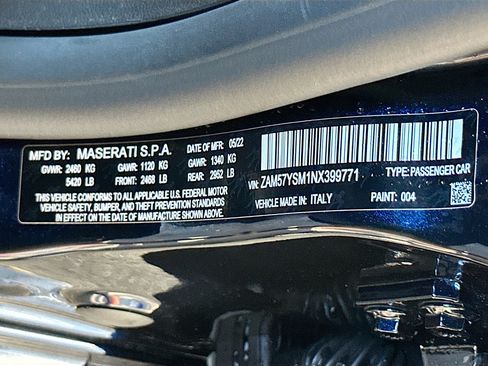 MFD BY: MASERATI S.P.A. DATE OF MFR: 05/22
GVWR: 2460 KG GAWR: 1120 KG GAWR: 1340 KG
5420 LB FRONT: 2468 LB REAR: 2952 LB
THIS VEHICLE CONFORMS TO ALL APPLICABLE U.S. FEDERAL MOTOR
VEHICLE SAFETY, BUMPER, AND THEFT PREVENTION STANDARDS
IN EFFECT ON THE DATE OF MANUFACTURE SHOWN ABOVE.
VIN: ZAM57YSM1NX399771 TYPE: PASSENGER CAR
MADE IN: ITALY PAINT: 004